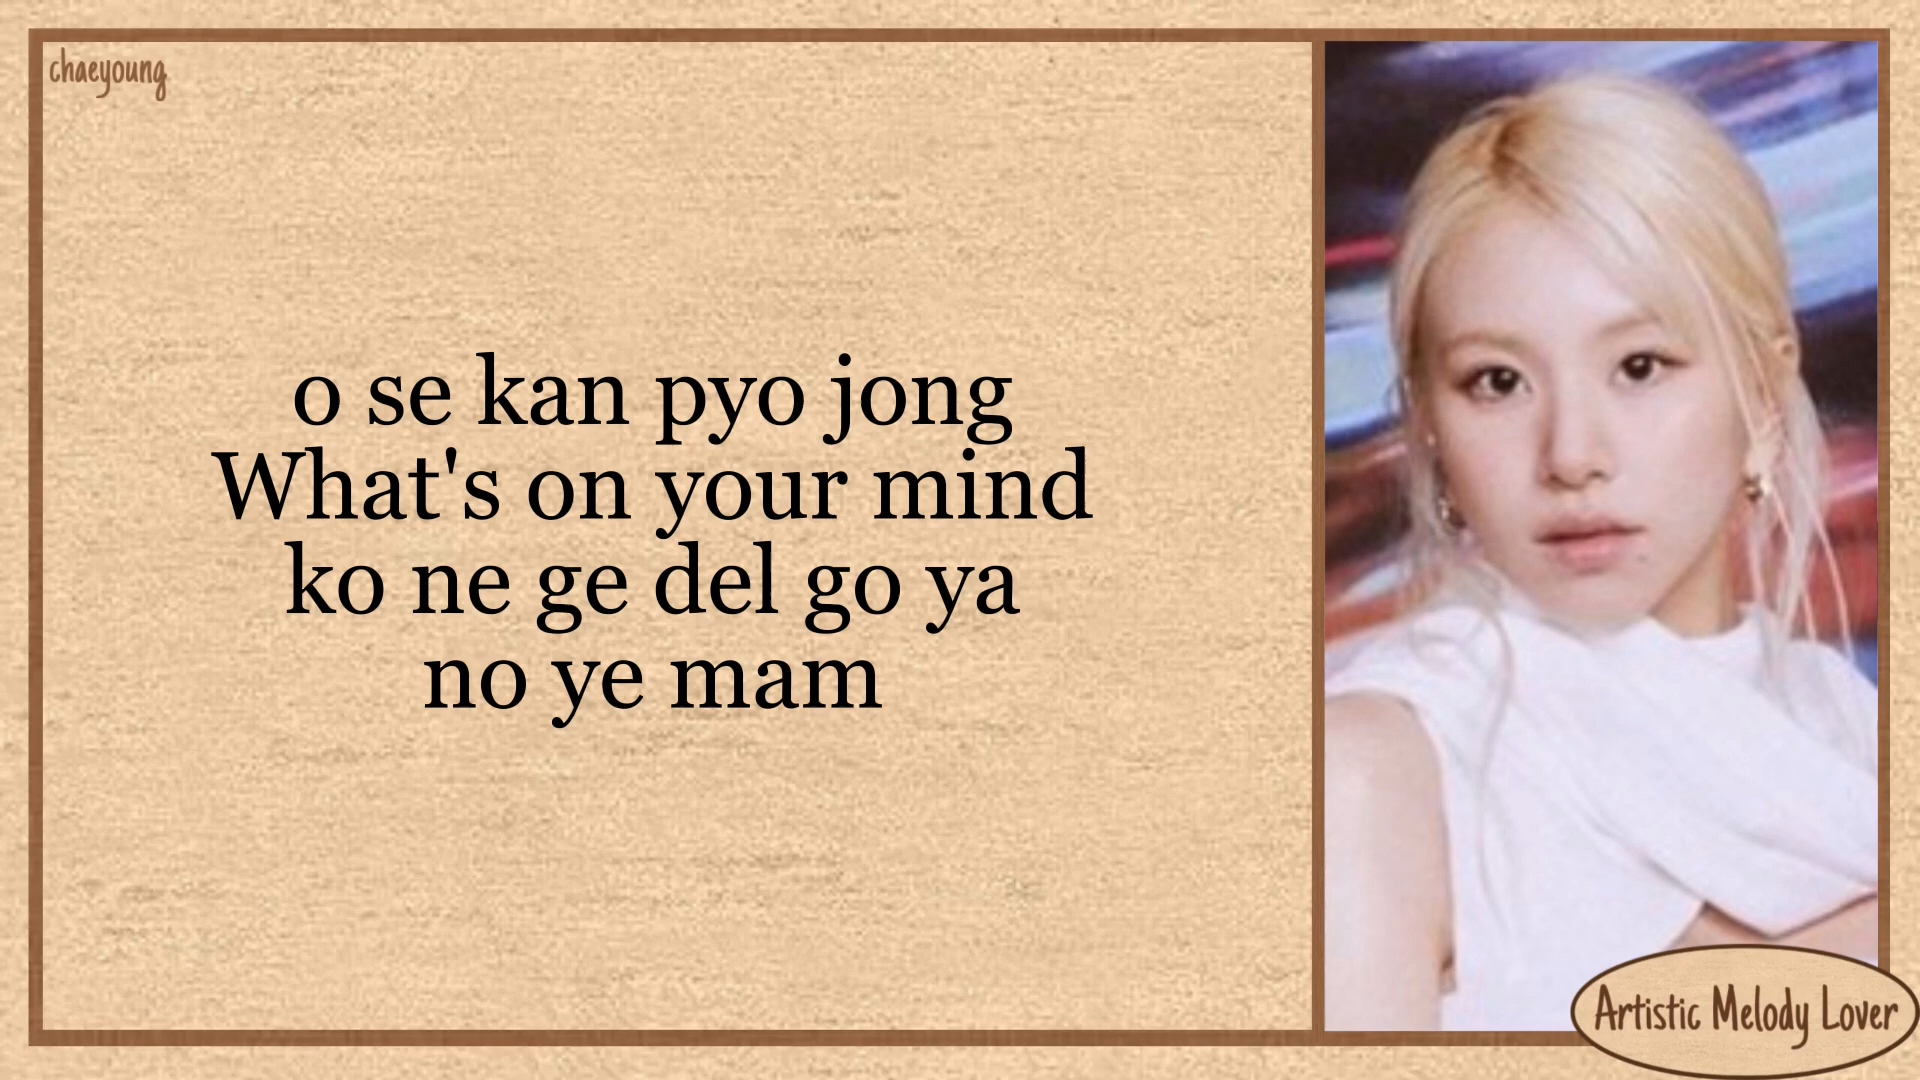 chaeyoung
o se kan pyo jong
What's on your mind
ko ne ge del go ya
no ye mam
Artistic Melody Lover